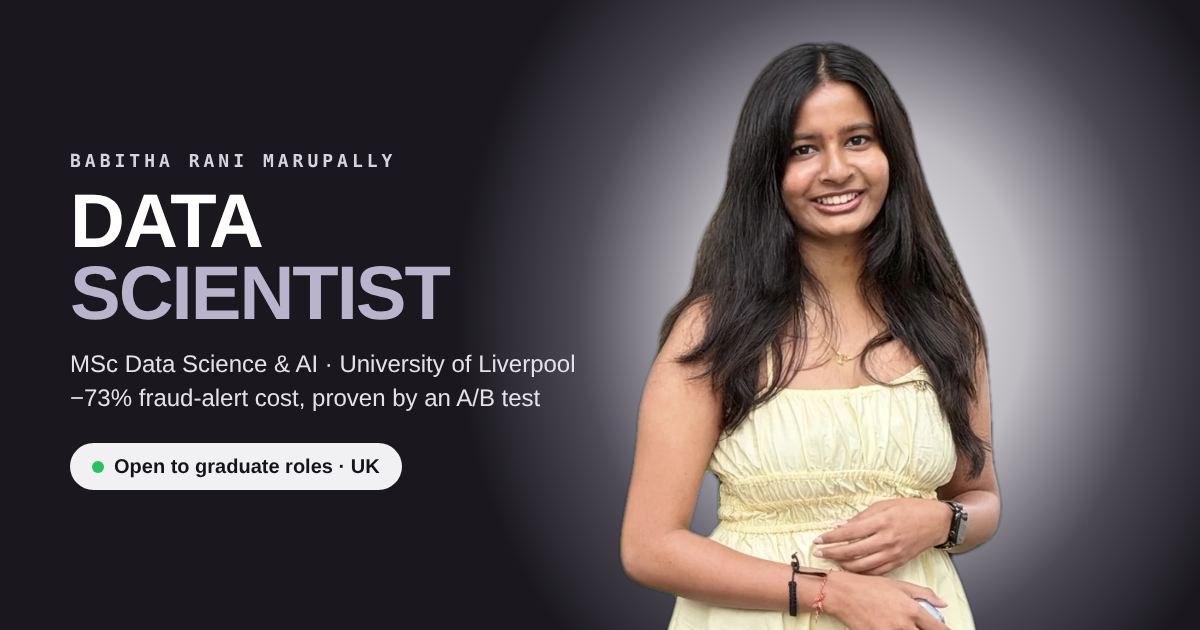 BABITHA RANI MARUPALLY
DATA
SCIENTIST
MSc Data Science & AI · University of Liverpool
−73% fraud-alert cost, proven by an A/B test
Open to graduate roles · UK